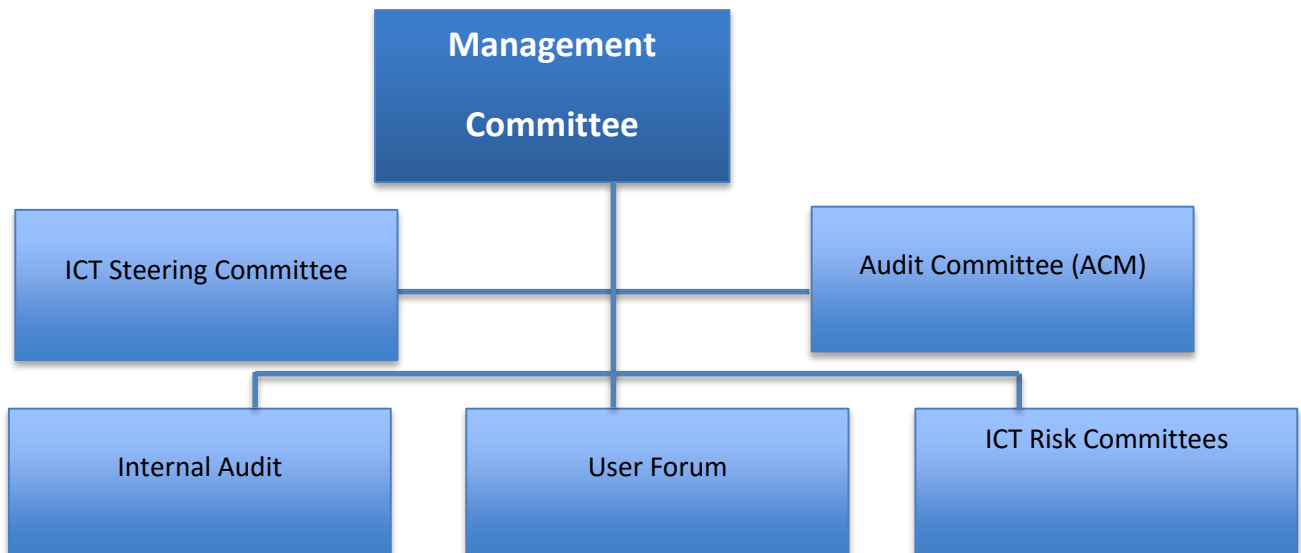 Management
Committee
ICT Steering Committee
Audit Committee (ACM)
Internal Audit
User Forum
ICT Risk Committees